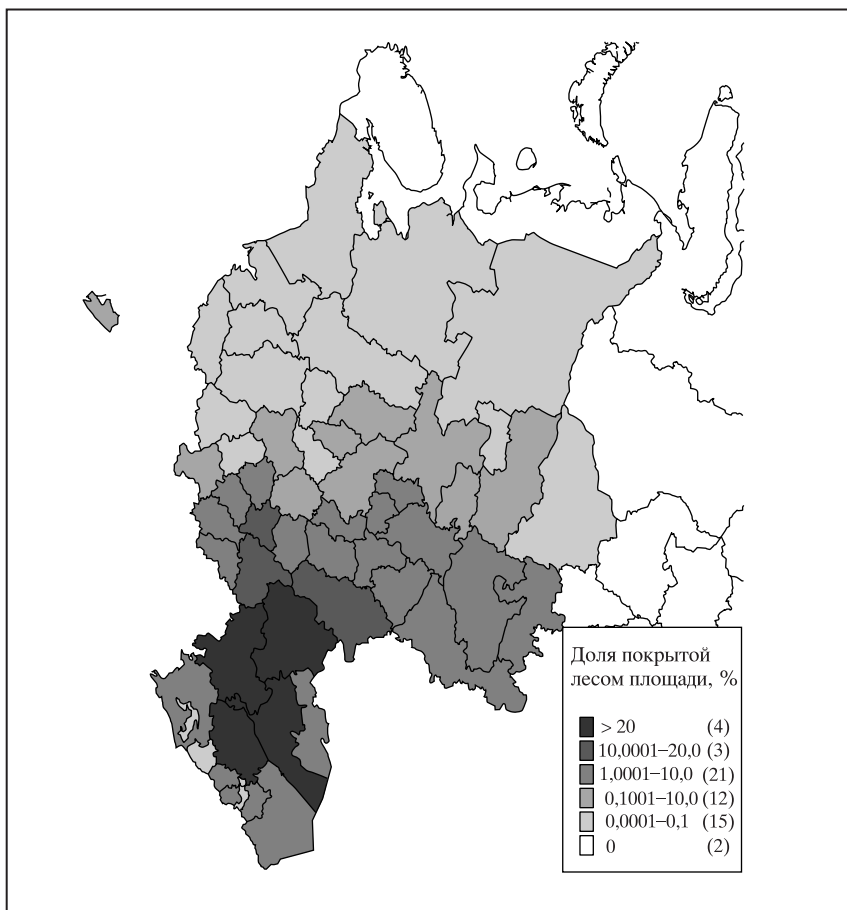 Доля покрытой
лесом площади, %
> 20 (4)
10,0001–20,0 (3)
1,0001–10,0 (21)
0,1001–10,0 (12)
0,0001–0,1 (15)
0 (2)